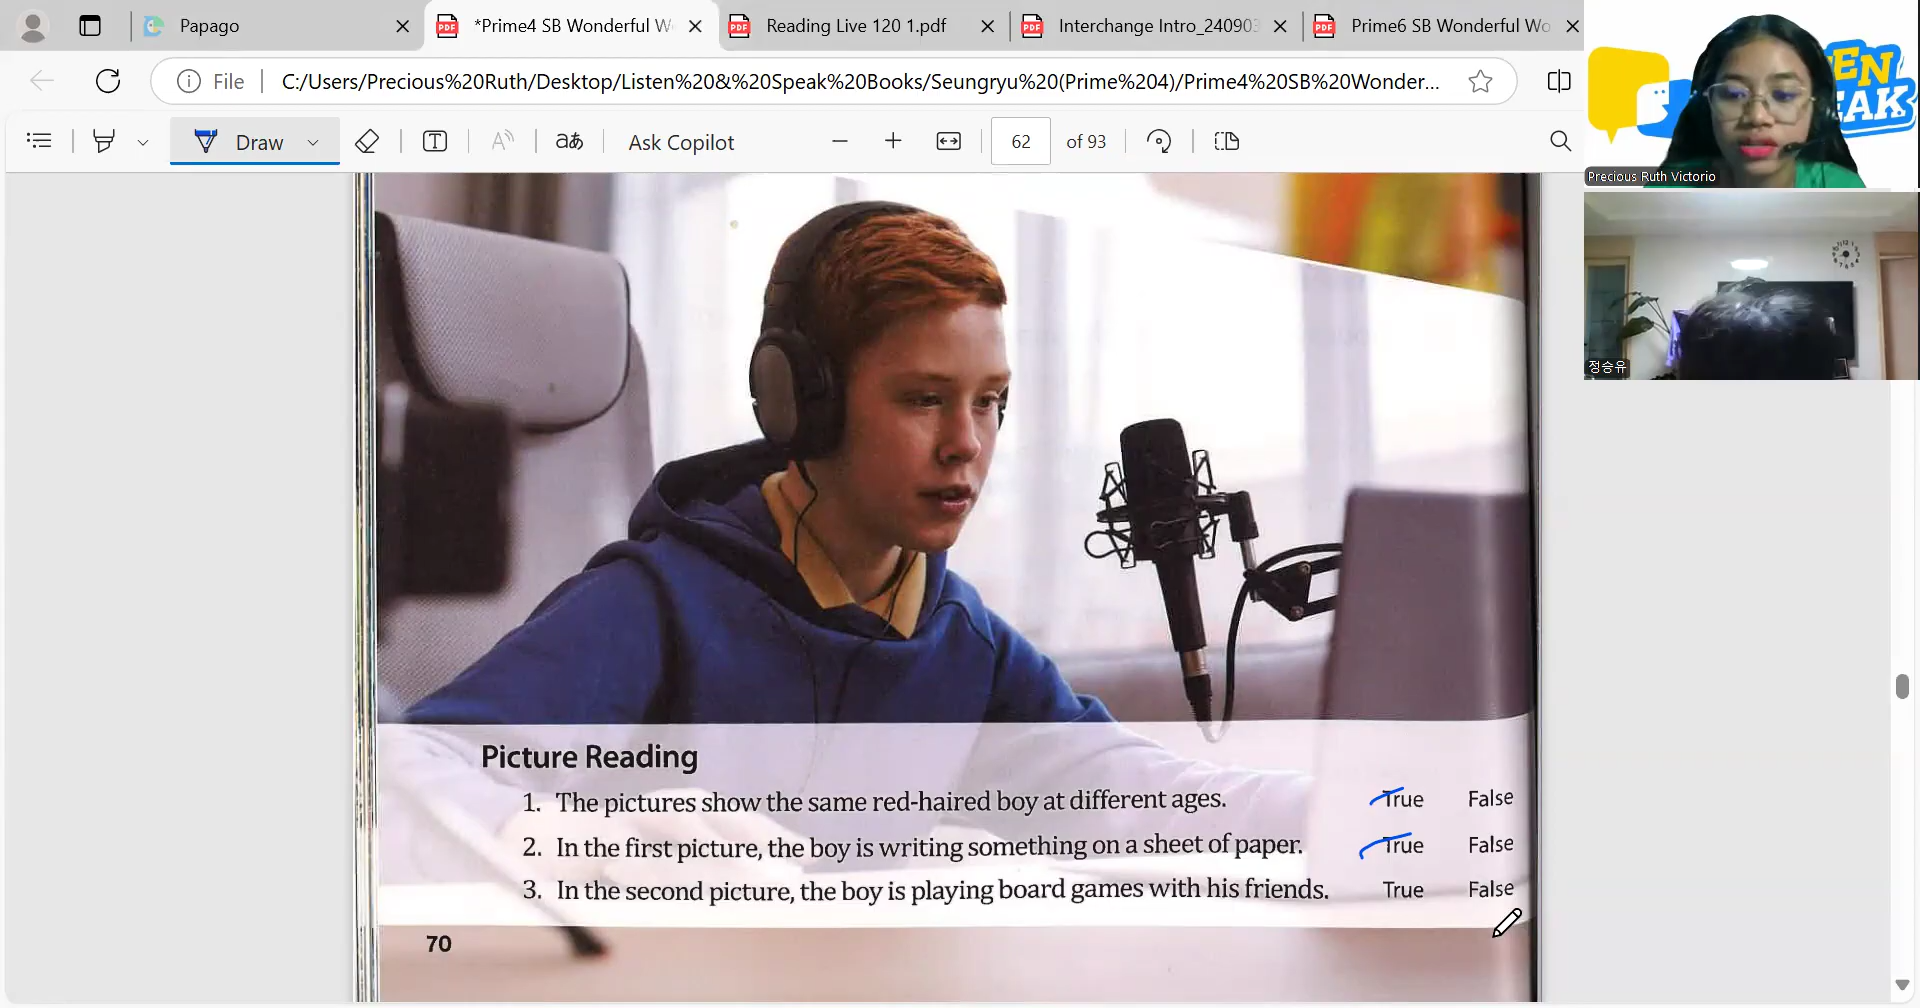 Papago
*Prime4 SB Wonderful W
Reading Live 120 1.pdf
Interchange Intro_240903
Prime6 SB Wonderful Wo
File
C:/Users/Precious%20Ruth/Desktop/Listen%20&%20Speak%20Books/Seungryu%20(Prime%204)/Prime4%20SB%20Wonder...
Draw
Ask Copilot
62 of 93
EN
EAK
Precious Ruth Victorio
정승유
Picture Reading
1. The pictures show the same red-haired boy at different ages. True False
2. In the first picture, the boy is writing something on a sheet of paper. True False
3. In the second picture, the boy is playing board games with his friends. True False
70